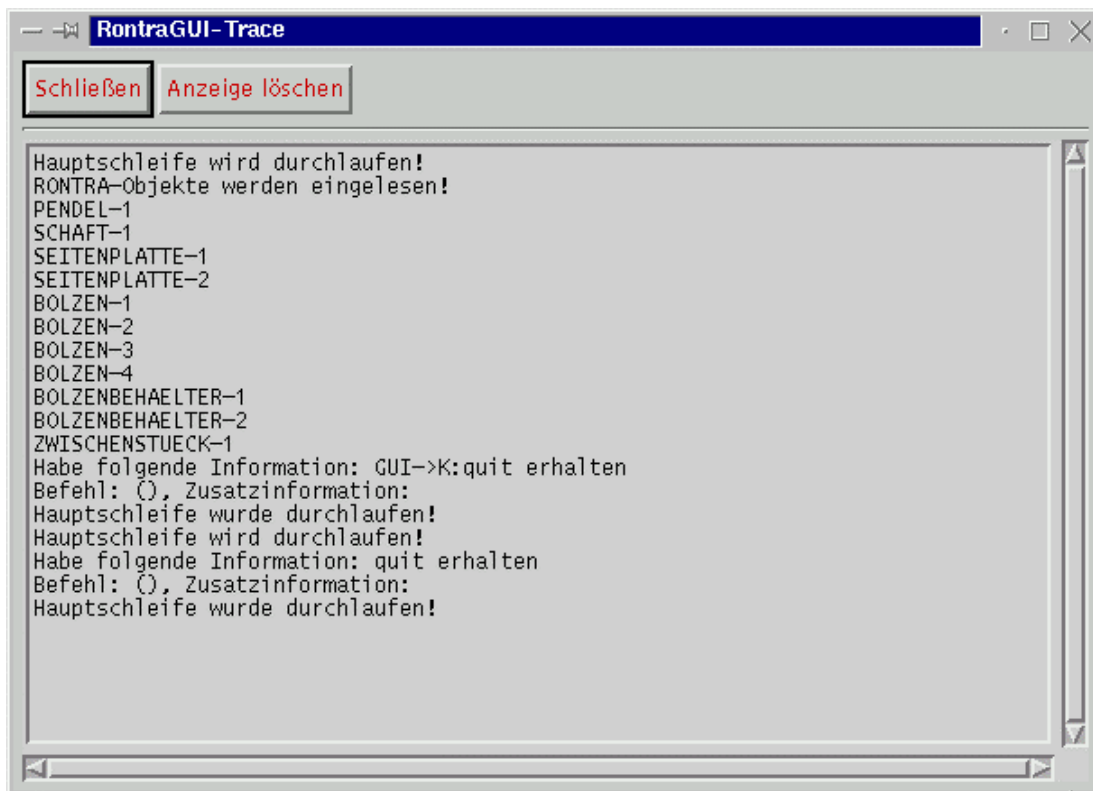 RontraGUI-Trace
Schließen Anzeige löschen
Hauptschleife wird durchlaufen!
RONTRA-Objekte werden eingelesen!
PENDEL-1
SCHAFT-1
SEITENPLATTE-1
SEITENPLATTE-2
BOLZEN-1
BOLZEN-2
BOLZEN-3
BOLZEN-4
BOLZENBEHAELTER-1
BOLZENBEHAELTER-2
ZWISCHENSTUECK-1
Habe folgende Information: GUI->K:quit erhalten
Befehl: (), Zusatzinformation:
Hauptschleife wurde durchlaufen!
Hauptschleife wird durchlaufen!
Habe folgende Information: quit erhalten
Befehl: (), Zusatzinformation:
Hauptschleife wurde durchlaufen!